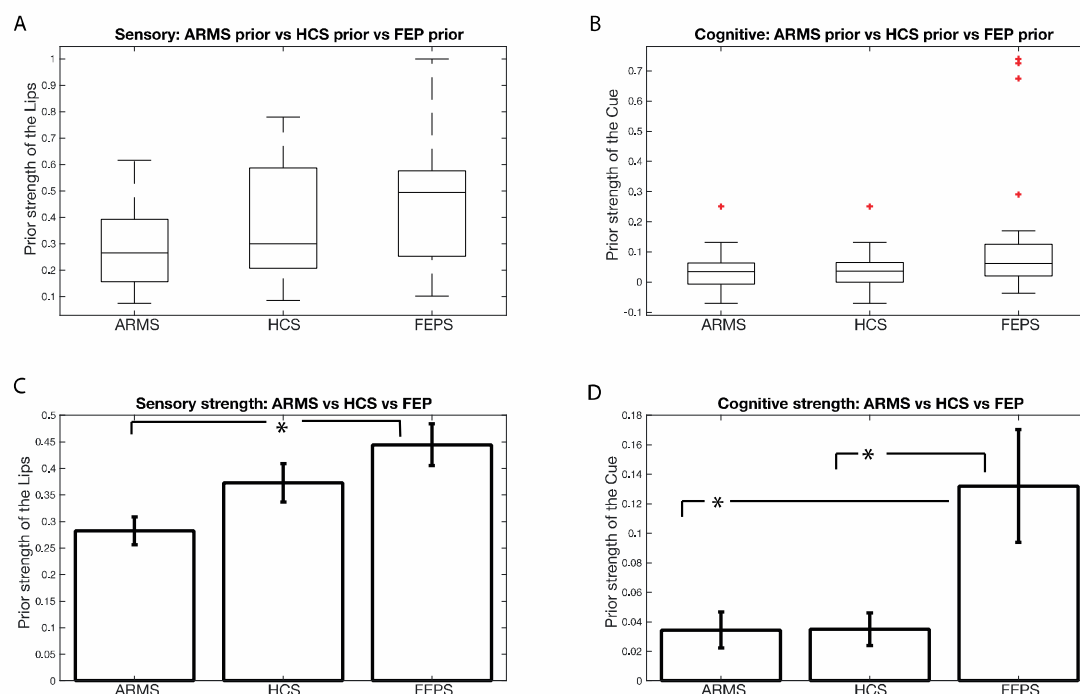 A
Sensory: ARMS prior vs HCS prior vs FEP prior
Prior strength of the Lips
1
0.9
0.8
0.7
0.6
0.5
0.4
0.3
0.2
0.1
ARMS
HCS
FEPS
B
Cognitive: ARMS prior vs HCS prior vs FEP prior
Prior strength of the Cue
0.7
0.6
0.5
0.4
0.3
0.2
0.1
0
-0.1
ARMS
HCS
FEPS
C
Sensory strength: ARMS vs HCS vs FEP
Prior strength of the Lips
0.5
0.45
0.4
0.35
0.3
0.25
0.2
0.15
0.1
0.05
0
*
ARMS
HCS
FEPS
D
Cognitive strength: ARMS vs HCS vs FEP
Prior strength of the Cue
0.18
0.16
0.14
0.12
0.1
0.08
0.06
0.04
0.02
0
*
*
ARMS
HCS
FEPS